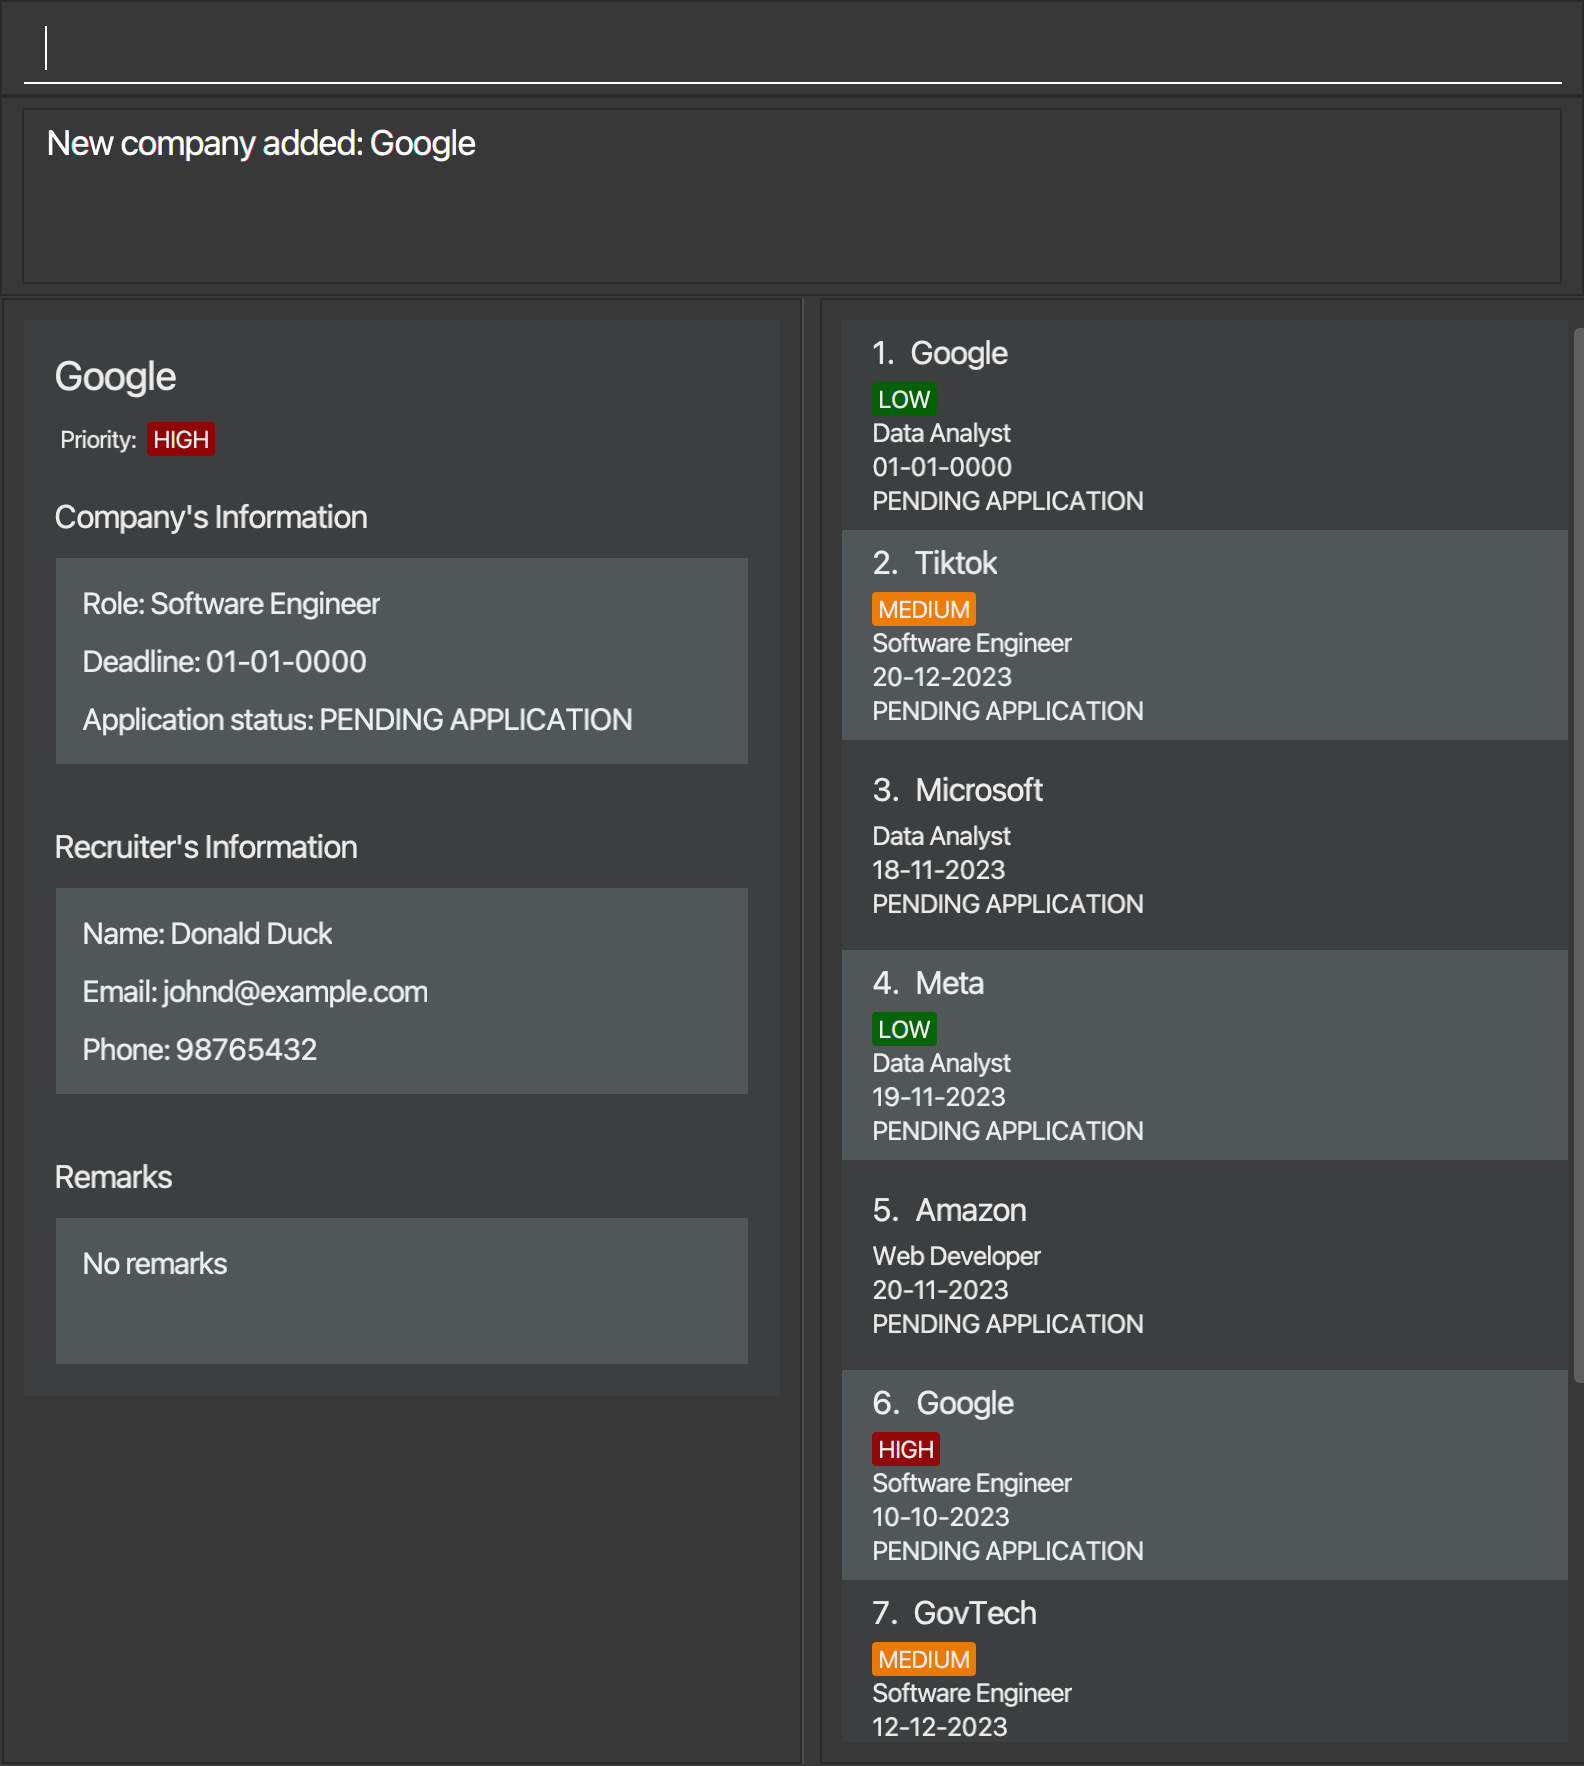 New company added: Google
Google
Priority: HIGH
Company's Information
Role: Software Engineer
Deadline: 01-01-0000
Application status: PENDING APPLICATION
Recruiter's Information
Name: Donald Duck
Email: johnd@example.com
Phone: 98765432
Remarks
No remarks
1. Google
LOW
Data Analyst
01-01-0000
PENDING APPLICATION
2. Tiktok
MEDIUM
Software Engineer
20-12-2023
PENDING APPLICATION
3. Microsoft
Data Analyst
18-11-2023
PENDING APPLICATION
4. Meta
LOW
Data Analyst
19-11-2023
PENDING APPLICATION
5. Amazon
Web Developer
20-11-2023
PENDING APPLICATION
6. Google
HIGH
Software Engineer
10-10-2023
PENDING APPLICATION
7. GovTech
MEDIUM
Software Engineer
12-12-2023